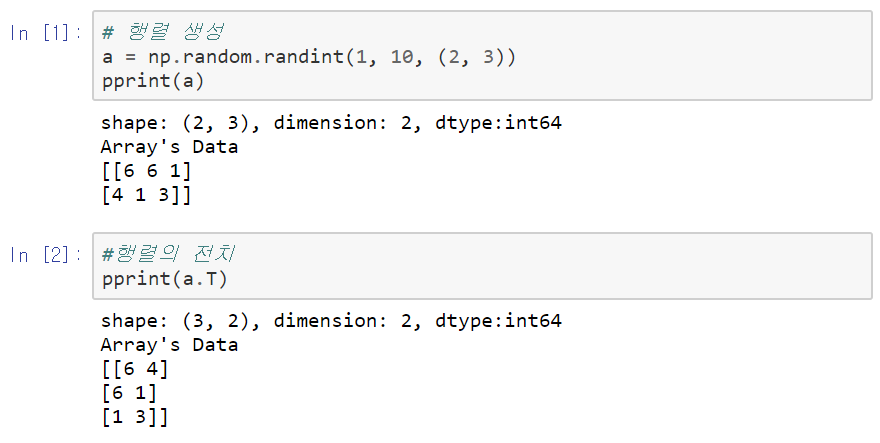 In [1]:
# 행렬 생성
a = np.random.randint(1, 10, (2, 3))
pprint(a)
shape: (2, 3), dimension: 2, dtype:int64
Array's Data
[[6 6 1]
[4 1 3]]
In [2]:
#행렬의 전치
pprint(a.T)
shape: (3, 2), dimension: 2, dtype:int64
Array's Data
[[6 4]
[6 1]
[1 3]]